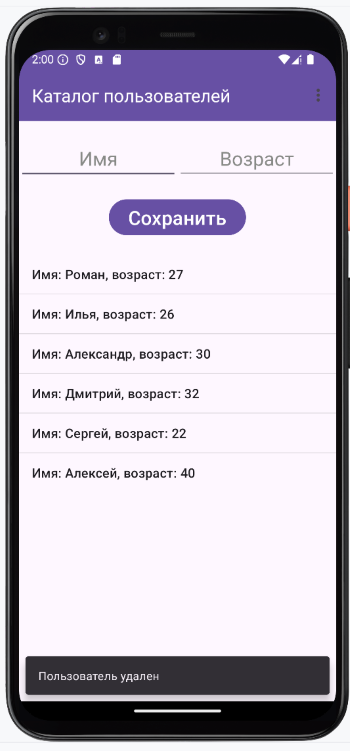 2:00
Каталог пользователей
Имя Возраст
Сохранить
Имя: Роман, возраст: 27
Имя: Илья, возраст: 26
Имя: Александр, возраст: 30
Имя: Дмитрий, возраст: 32
Имя: Сергей, возраст: 22
Имя: Алексей, возраст: 40
Пользователь удален